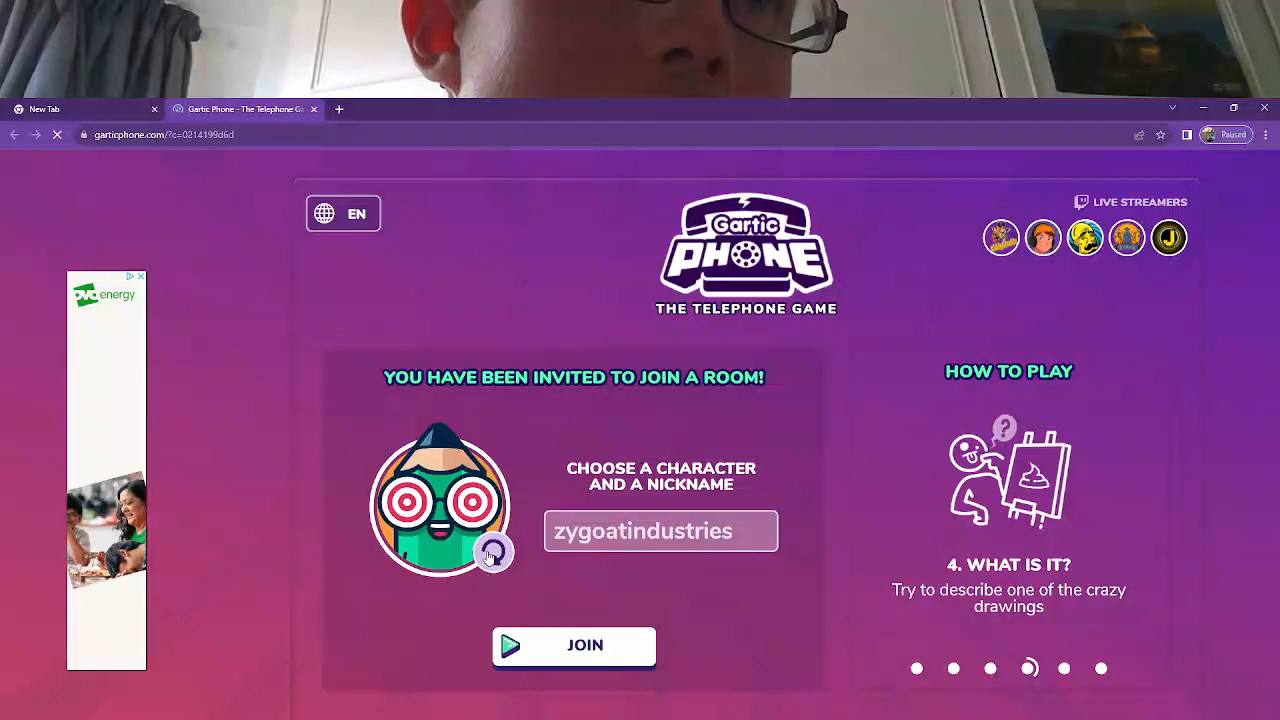 New Tab
Gartic Phone - The Telephone Ga
garticphone.com/?c=0214199d6d
Paused
EN
Gartic
PHONE
THE TELEPHONE GAME
LIVE STREAMERS
ovo energy
YOU HAVE BEEN INVITED TO JOIN A ROOM!
CHOOSE A CHARACTER
AND A NICKNAME
zygoatindustries
JOIN
HOW TO PLAY
?
4. WHAT IS IT?
Try to describe one of the crazy
drawings